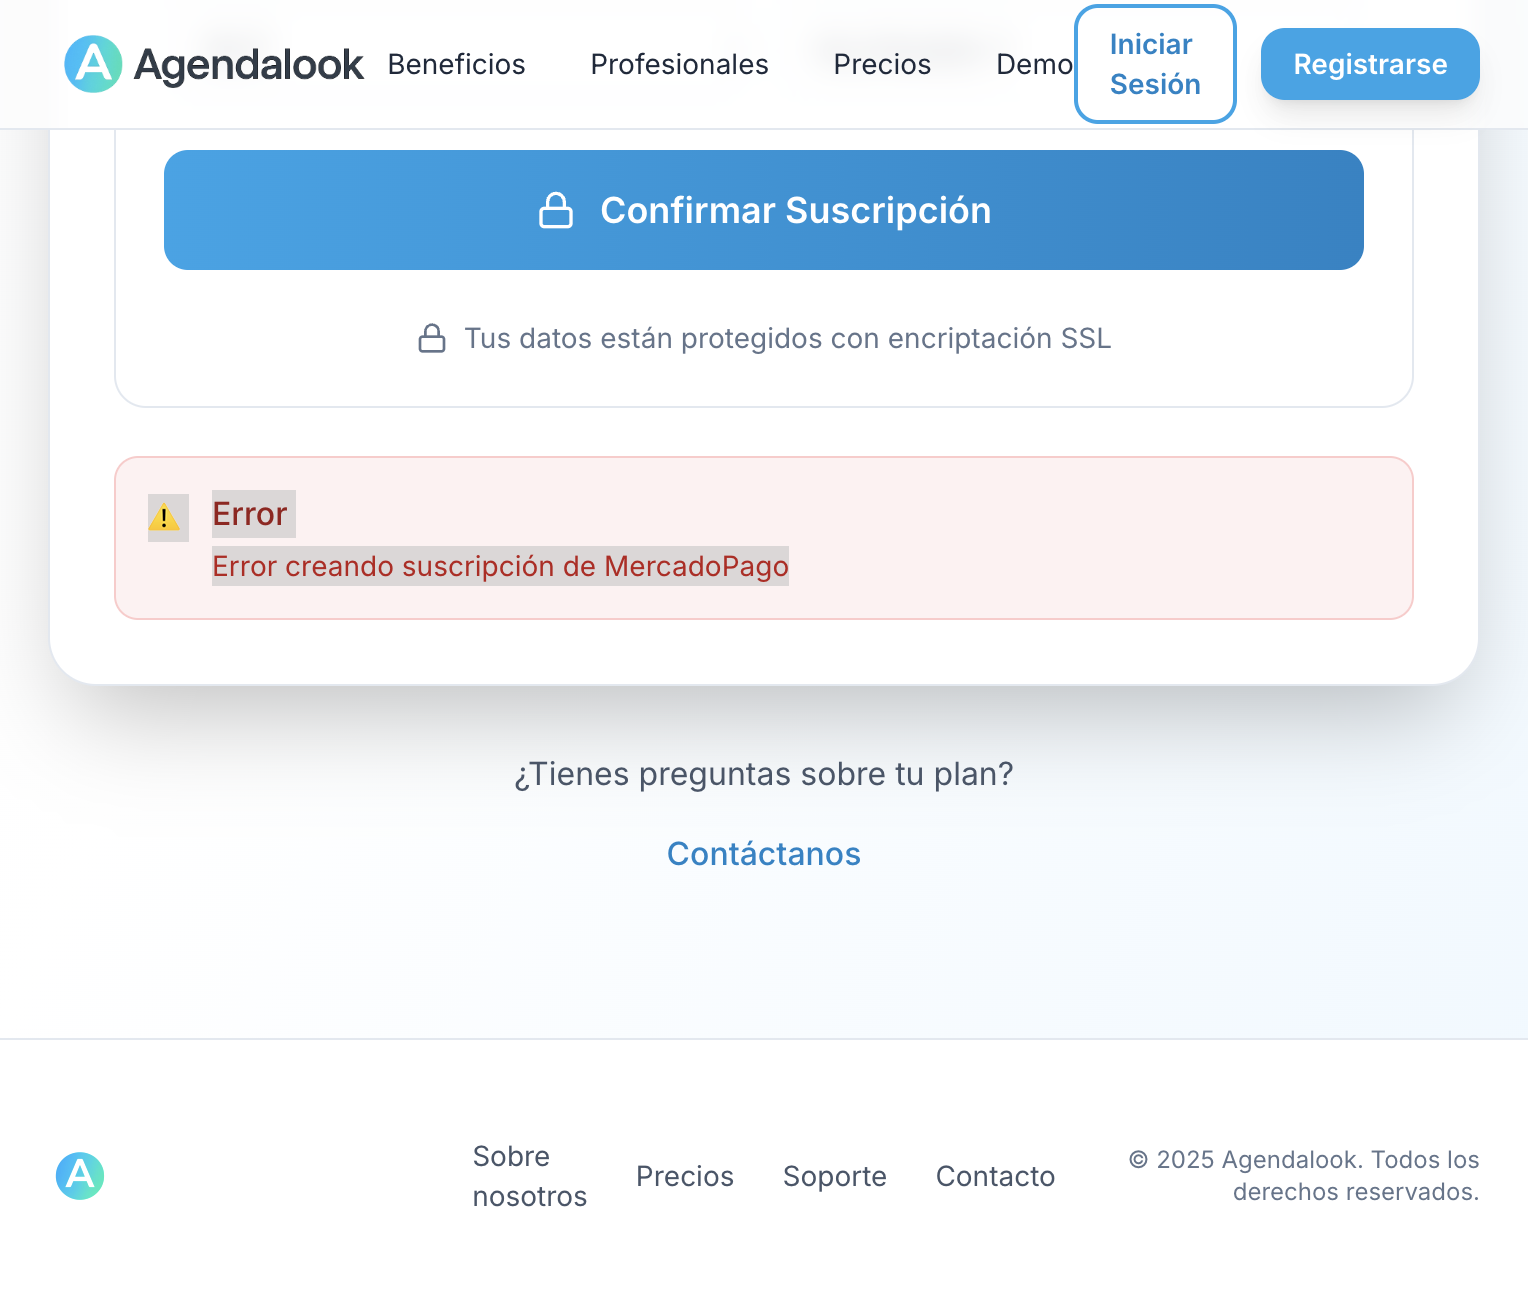 Agendalook
Beneficios
Profesionales
Precios
Demo
Iniciar
Sesión
Registrarse
Confirmar Suscripción
Tus datos están protegidos con encriptación SSL
Error
Error creando suscripción de MercadoPago
¿Tienes preguntas sobre tu plan?
Contáctanos
Sobre
nosotros
Precios
Soporte
Contacto
© 2025 Agendalook. Todos los
derechos reservados.